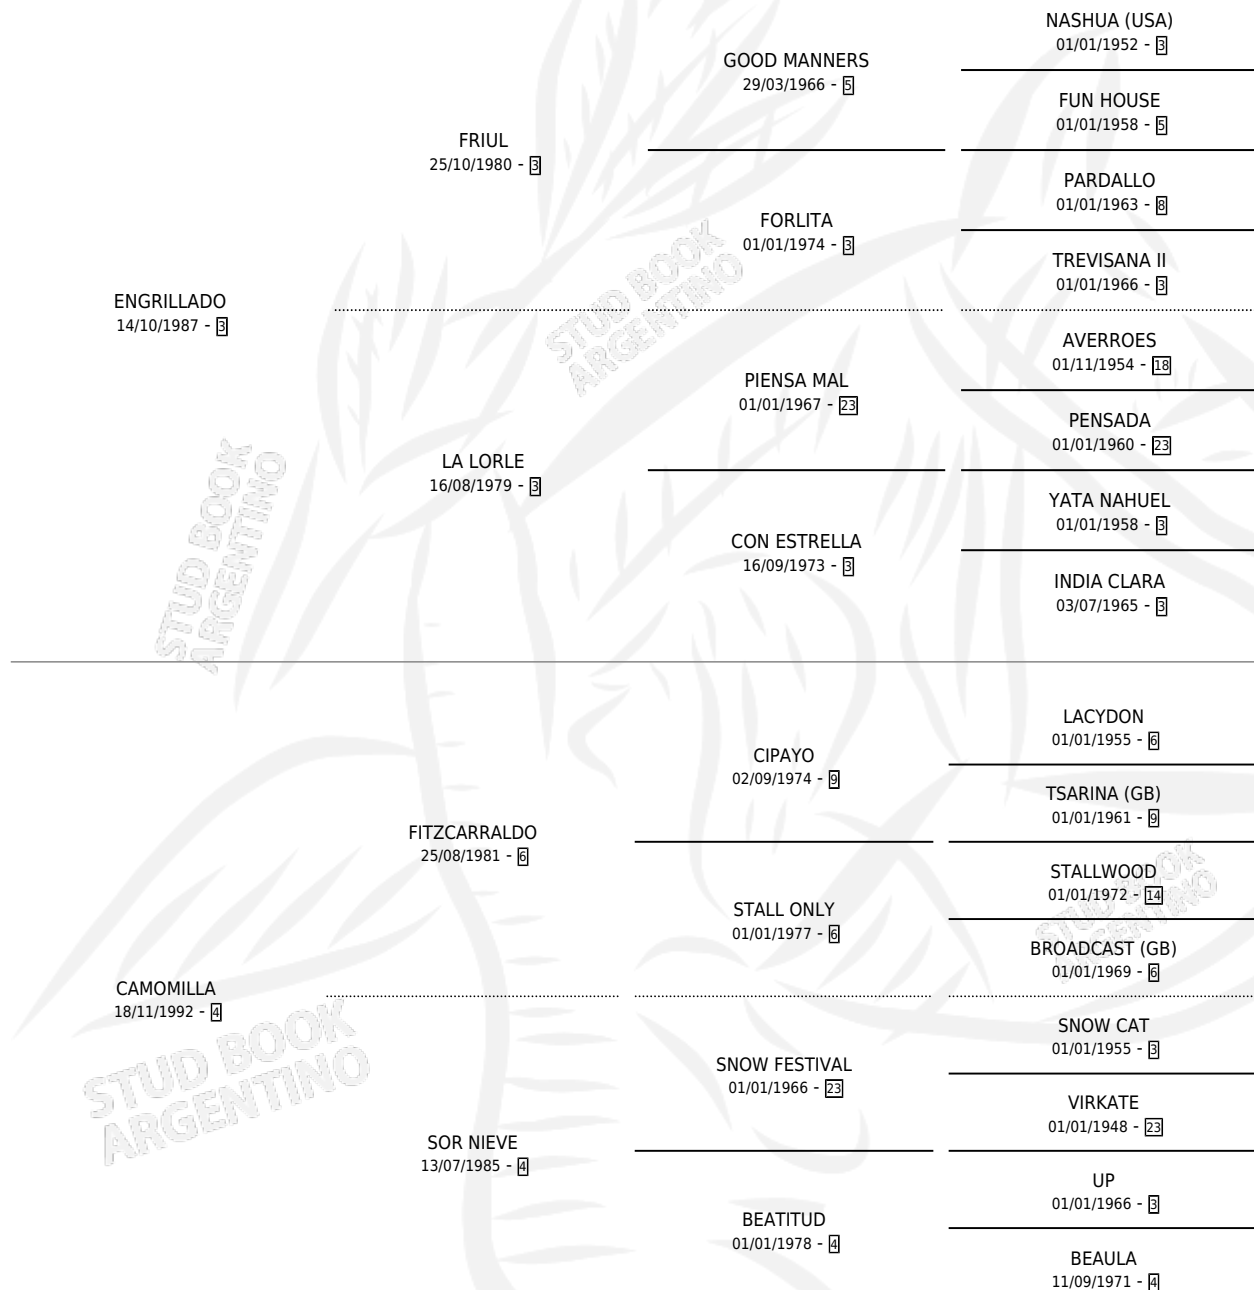 NASHUA (USA)
01/01/1952 - 3
GOOD MANNERS
29/03/1966 - 5
FUN HOUSE
01/01/1958 - 5
FRIUL
25/10/1980 - 3
PARDALLO
01/01/1963 - 8
FORLITA
01/01/1974 - 3
TREVISANA II
01/01/1966 - 3
STUD BOOK
ARGENTINO
ENGRILLADO
14/10/1987 - 3
AVERROES
01/11/1954 - 18
PIENSA MAL
01/01/1967 - 23
PENSADA
01/01/1960 - 23
LA LORLE
16/08/1979 - 3
YATA NAHUEL
01/01/1958 - 3
CON ESTRELLA
16/09/1973 - 3
INDIA CLARA
03/07/1965 - 3
STUD BOOK
ARGENTINO
LACYDON
01/01/1955 - 6
CIPAYO
02/09/1974 - 9
TSARINA (GB)
01/01/1961 - 9
FITZCARRALDO
25/08/1981 - 6
STALLWOOD
01/01/1972 - 14
STALL ONLY
01/01/1977 - 6
BROADCAST (GB)
01/01/1969 - 6
STUD BOOK
ARGENTINO
CAMOMILLA
18/11/1992 - 4
SNOW CAT
01/01/1955 - 3
SNOW FESTIVAL
01/01/1966 - 23
VIRKATE
01/01/1948 - 23
STUD BOOK
ARGENTINO
SOR NIEVE
13/07/1985 - 4
UP
01/01/1966 - 3
BEATITUD
01/01/1978 - 4
BEAULA
11/09/1971 - 4